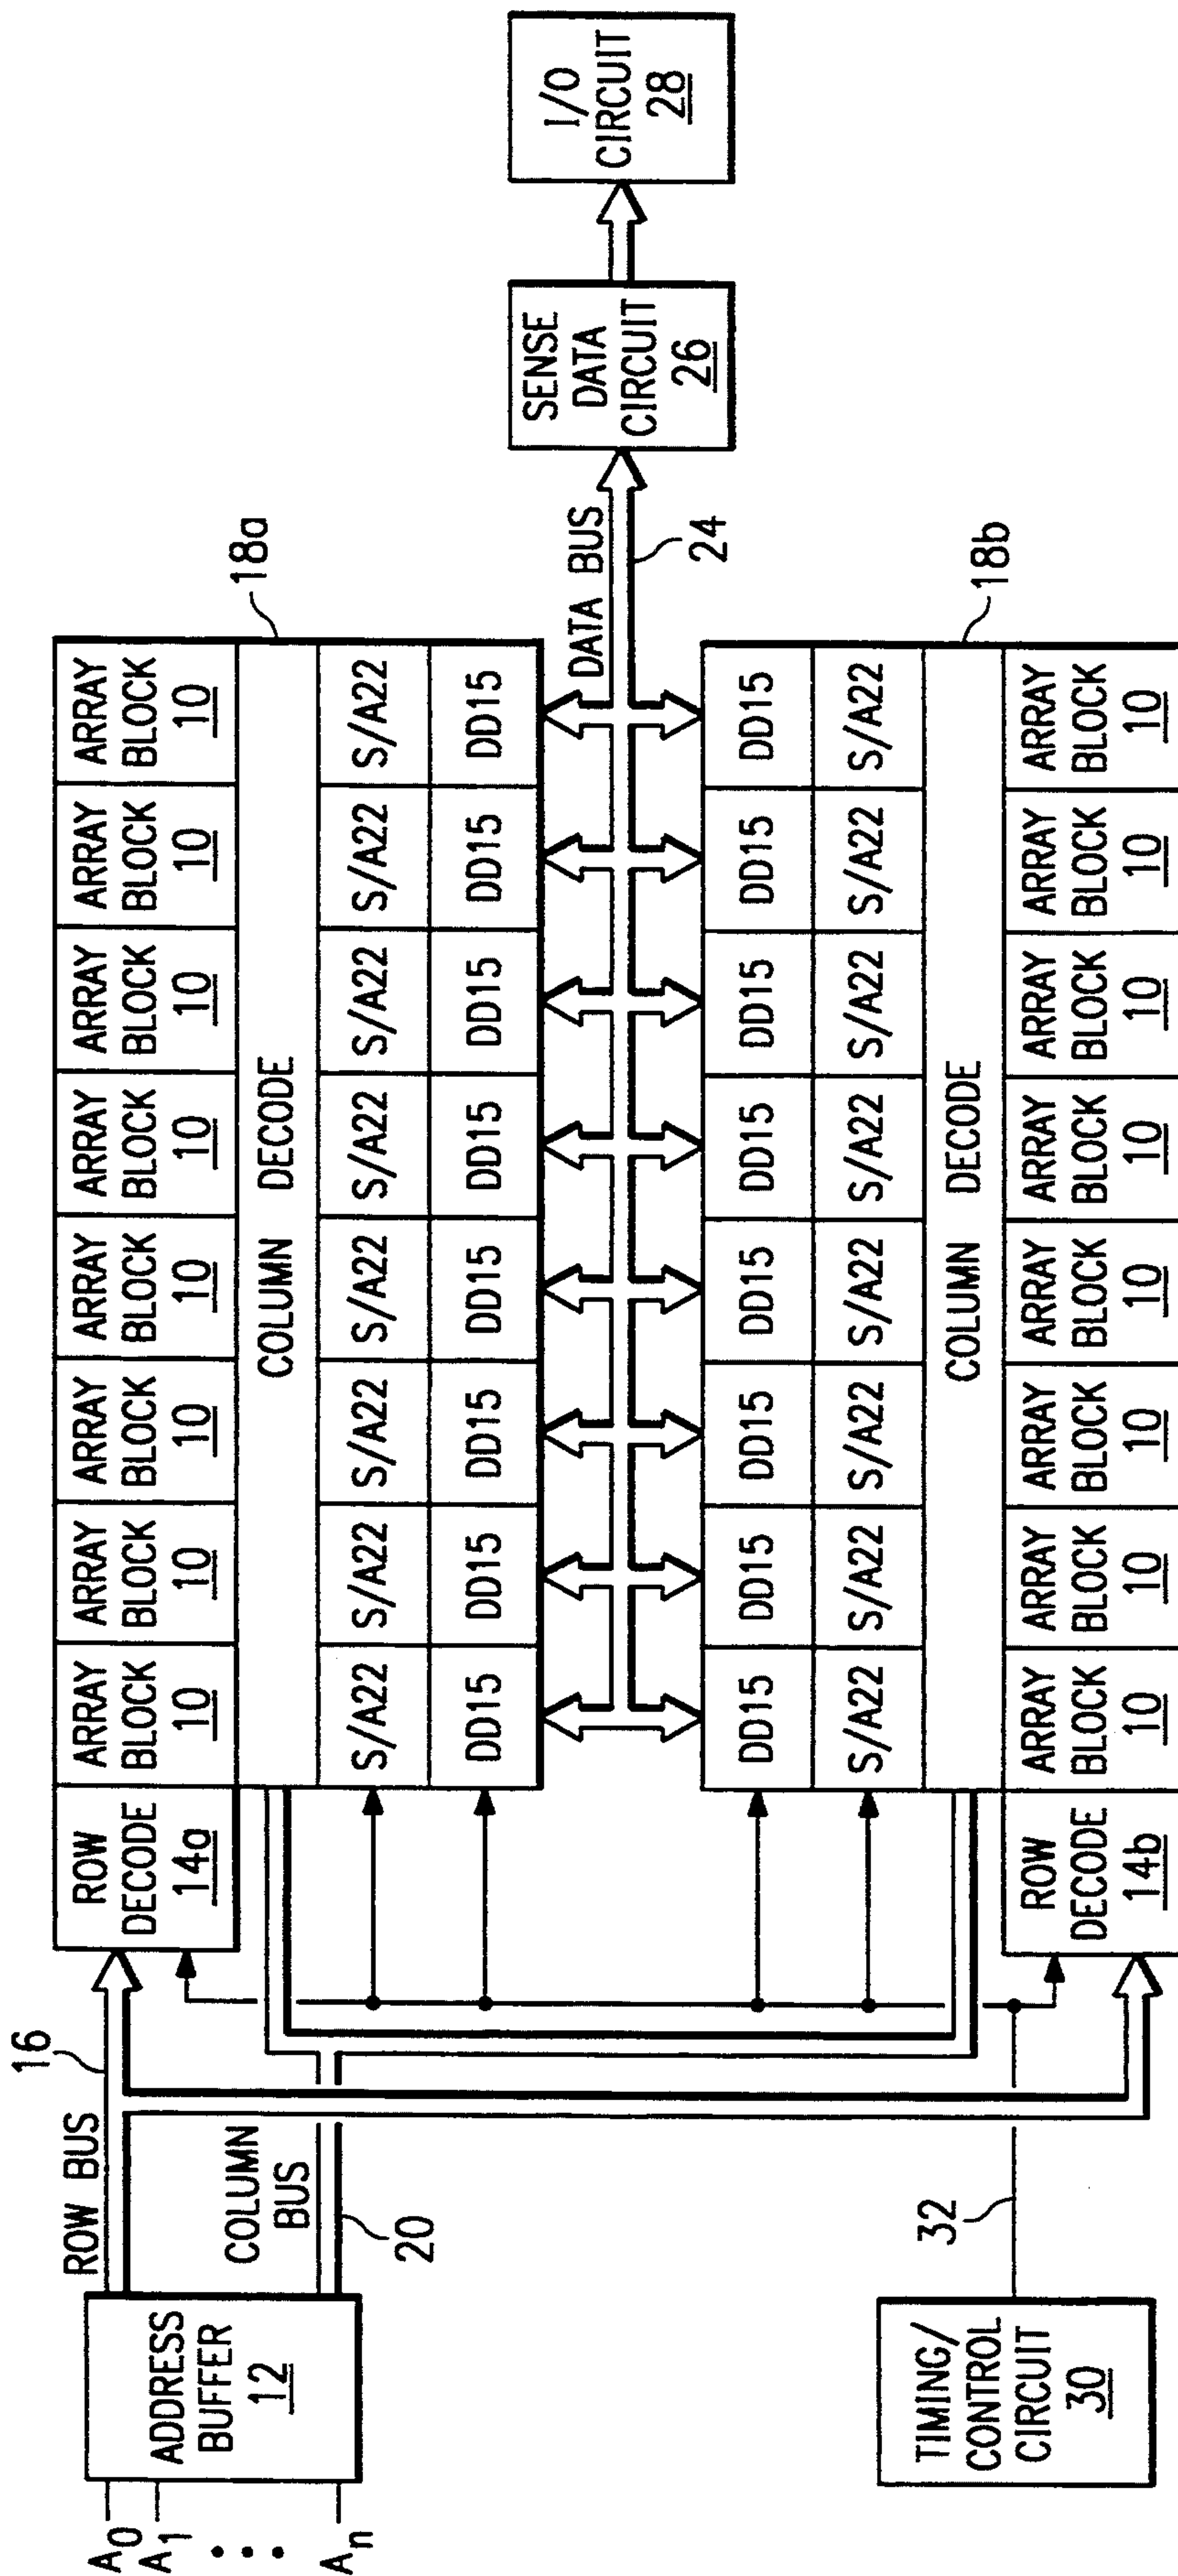 A0
A1
An
ADDRESS
BUFFER
12
ROW BUS
16
COLUMN
BUS
20
TIMING/
CONTROL
CIRCUIT
30
32
ROW
DECODE
14a
ARRAY
BLOCK
10
ARRAY
BLOCK
10
ARRAY
BLOCK
10
ARRAY
BLOCK
10
ARRAY
BLOCK
10
ARRAY
BLOCK
10
ARRAY
BLOCK
10
ARRAY
BLOCK
10
COLUMN DECODE
18a
S/A22 S/A22 S/A22 S/A22 S/A22 S/A22 S/A22 S/A22
DD15 DD15 DD15 DD15 DD15 DD15 DD15 DD15
DATA BUS
24
SENSE
DATA
CIRCUIT
26
I/O
CIRCUIT
28
DD15 DD15 DD15 DD15 DD15 DD15 DD15 DD15
S/A22 S/A22 S/A22 S/A22 S/A22 S/A22 S/A22 S/A22
COLUMN DECODE
18b
ROW
DECODE
14b
ARRAY
BLOCK
10
ARRAY
BLOCK
10
ARRAY
BLOCK
10
ARRAY
BLOCK
10
ARRAY
BLOCK
10
ARRAY
BLOCK
10
ARRAY
BLOCK
10
ARRAY
BLOCK
10